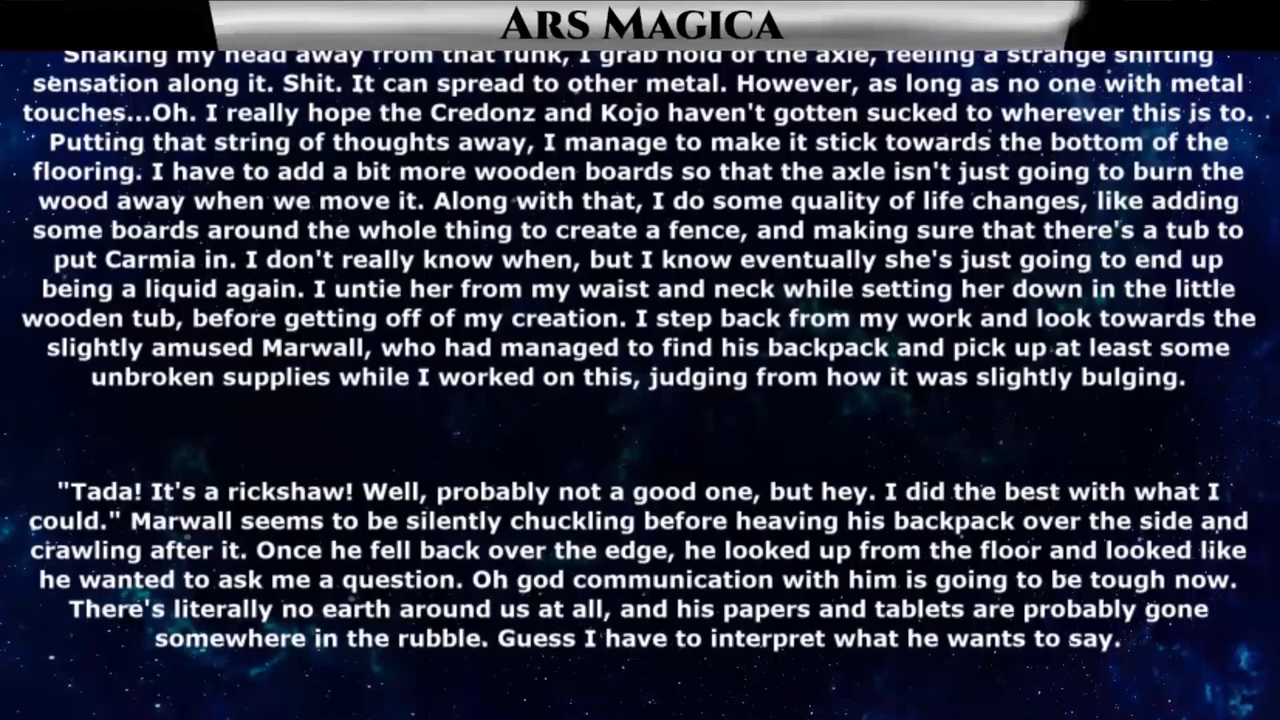 ARS MAGICA
Shaking my head away from that funk, I grab hold of the axle, feeling a strange shifting
sensation along it. Shit. It can spread to other metal. However, as long as no one with metal
touches...Oh. I really hope the Credonz and Kojo haven't gotten sucked to wherever this is to.
Putting that string of thoughts away, I manage to make it stick towards the bottom of the
flooring. I have to add a bit more wooden boards so that the axle isn't just going to burn the
wood away when we move it. Along with that, I do some quality of life changes, like adding
some boards around the whole thing to create a fence, and making sure that there's a tub to
put Carmia in. I don't really know when, but I know eventually she's just going to end up
being a liquid again. I untie her from my waist and neck while setting her down in the little
wooden tub, before getting off of my creation. I step back from my work and look towards the
slightly amused Marwall, who had managed to find his backpack and pick up at least some
unbroken supplies while I worked on this, judging from how it was slightly bulging.
"Tada! It's a rickshaw! Well, probably not a good one, but hey. I did the best with what I
could." Marwall seems to be silently chuckling before heaving his backpack over the side and
crawling after it. Once he fell back over the edge, he looked up from the floor and looked like
he wanted to ask me a question. Oh god communication with him is going to be tough now.
There's literally no earth around us at all, and his papers and tablets are probably gone
somewhere in the rubble. Guess I have to interpret what he wants to say.